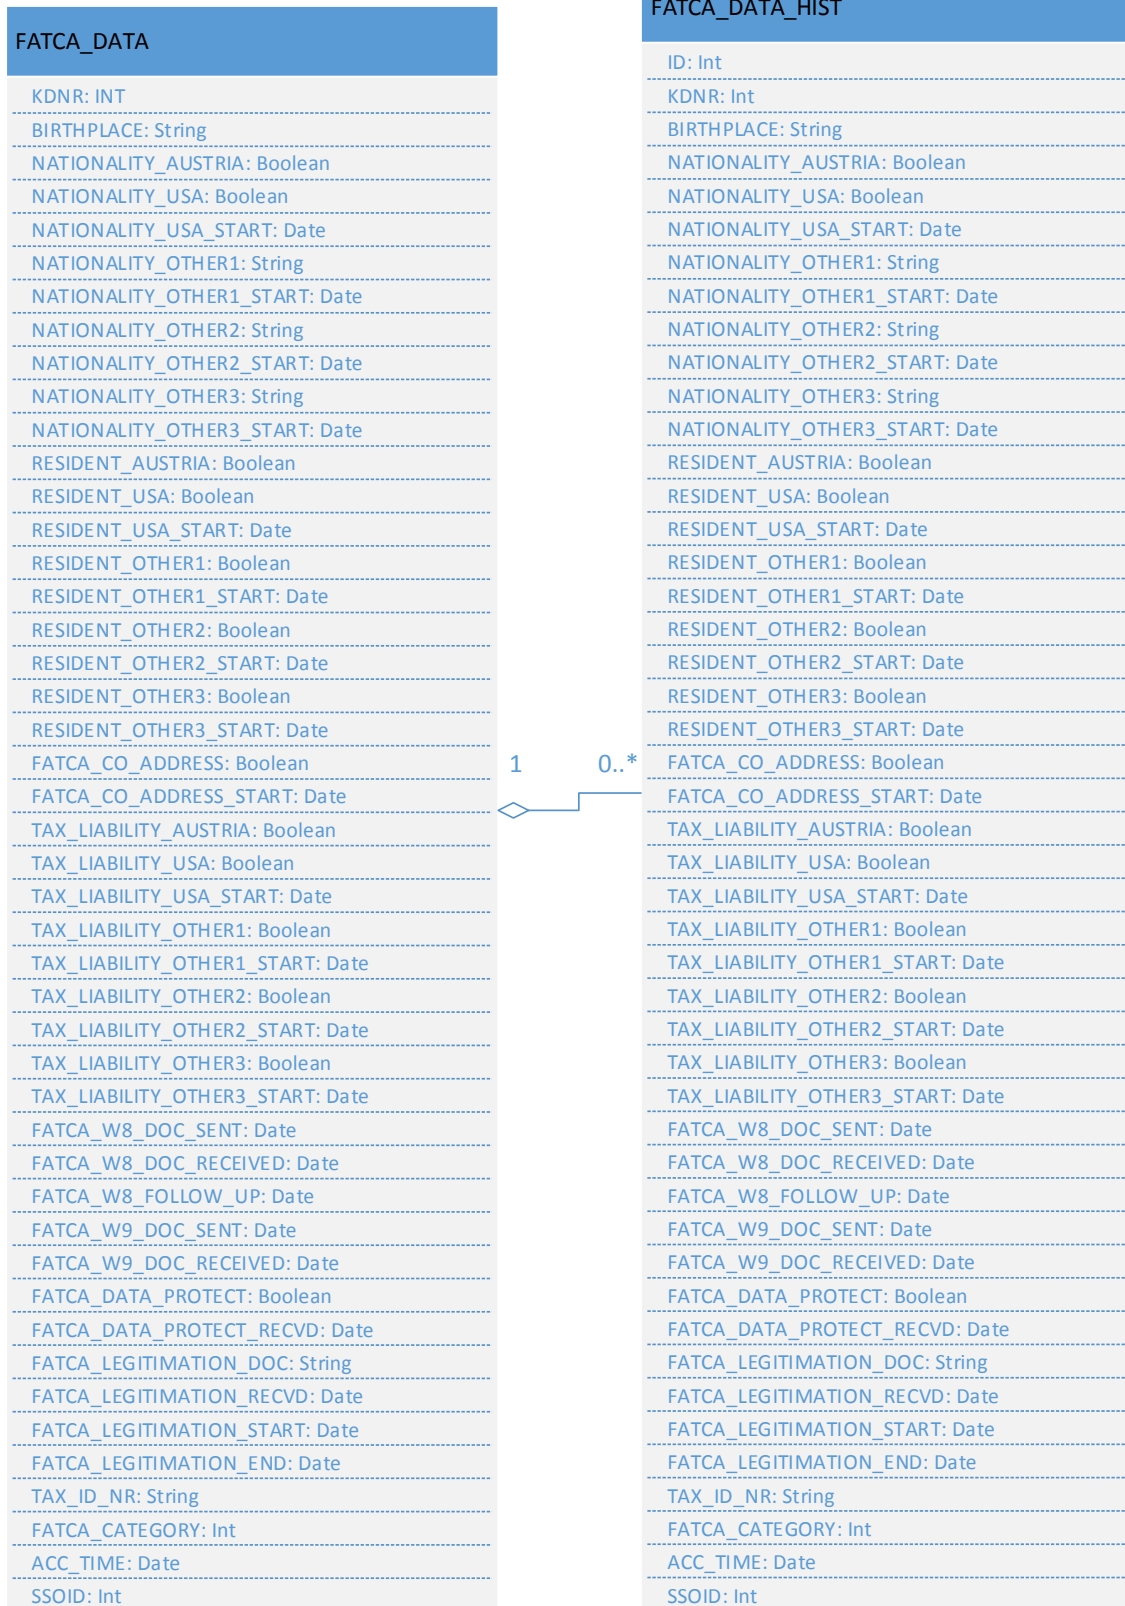 FATCA_DATA
KDNR: INT
BIRTHPLACE: String
NATIONALITY_AUSTRIA: Boolean
NATIONALITY_USA: Boolean
NATIONALITY_USA_START: Date
NATIONALITY_OTHER1: String
NATIONALITY_OTHER1_START: Date
NATIONALITY_OTHER2: String
NATIONALITY_OTHER2_START: Date
NATIONALITY_OTHER3: String
NATIONALITY_OTHER3_START: Date
RESIDENT_AUSTRIA: Boolean
RESIDENT_USA: Boolean
RESIDENT_USA_START: Date
RESIDENT_OTHER1: Boolean
RESIDENT_OTHER1_START: Date
RESIDENT_OTHER2: Boolean
RESIDENT_OTHER2_START: Date
RESIDENT_OTHER3: Boolean
RESIDENT_OTHER3_START: Date
FATCA_CO_ADDRESS: Boolean
FATCA_CO_ADDRESS_START: Date
TAX_LIABILITY_AUSTRIA: Boolean
TAX_LIABILITY_USA: Boolean
TAX_LIABILITY_USA_START: Date
TAX_LIABILITY_OTHER1: Boolean
TAX_LIABILITY_OTHER1_START: Date
TAX_LIABILITY_OTHER2: Boolean
TAX_LIABILITY_OTHER2_START: Date
TAX_LIABILITY_OTHER3: Boolean
TAX_LIABILITY_OTHER3_START: Date
FATCA_W8_DOC_SENT: Date
FATCA_W8_DOC_RECEIVED: Date
FATCA_W8_FOLLOW_UP: Date
FATCA_W9_DOC_SENT: Date
FATCA_W9_DOC_RECEIVED: Date
FATCA_DATA_PROTECT: Boolean
FATCA_DATA_PROTECT_RECVD: Date
FATCA_LEGITIMATION_DOC: String
FATCA_LEGITIMATION_RECVD: Date
FATCA_LEGITIMATION_START: Date
FATCA_LEGITIMATION_END: Date
TAX_ID_NR: String
FATCA_CATEGORY: Int
ACC_TIME: Date
SSOID: Int
1
0..*
FATCA_DATA_HIST
ID: Int
KDNR: Int
BIRTHPLACE: String
NATIONALITY_AUSTRIA: Boolean
NATIONALITY_USA: Boolean
NATIONALITY_USA_START: Date
NATIONALITY_OTHER1: String
NATIONALITY_OTHER1_START: Date
NATIONALITY_OTHER2: String
NATIONALITY_OTHER2_START: Date
NATIONALITY_OTHER3: String
NATIONALITY_OTHER3_START: Date
RESIDENT_AUSTRIA: Boolean
RESIDENT_USA: Boolean
RESIDENT_USA_START: Date
RESIDENT_OTHER1: Boolean
RESIDENT_OTHER1_START: Date
RESIDENT_OTHER2: Boolean
RESIDENT_OTHER2_START: Date
RESIDENT_OTHER3: Boolean
RESIDENT_OTHER3_START: Date
FATCA_CO_ADDRESS: Boolean
FATCA_CO_ADDRESS_START: Date
TAX_LIABILITY_AUSTRIA: Boolean
TAX_LIABILITY_USA: Boolean
TAX_LIABILITY_USA_START: Date
TAX_LIABILITY_OTHER1: Boolean
TAX_LIABILITY_OTHER1_START: Date
TAX_LIABILITY_OTHER2: Boolean
TAX_LIABILITY_OTHER2_START: Date
TAX_LIABILITY_OTHER3: Boolean
TAX_LIABILITY_OTHER3_START: Date
FATCA_W8_DOC_SENT: Date
FATCA_W8_DOC_RECEIVED: Date
FATCA_W8_FOLLOW_UP: Date
FATCA_W9_DOC_SENT: Date
FATCA_W9_DOC_RECEIVED: Date
FATCA_DATA_PROTECT: Boolean
FATCA_DATA_PROTECT_RECVD: Date
FATCA_LEGITIMATION_DOC: String
FATCA_LEGITIMATION_RECVD: Date
FATCA_LEGITIMATION_START: Date
FATCA_LEGITIMATION_END: Date
TAX_ID_NR: String
FATCA_CATEGORY: Int
ACC_TIME: Date
SSOID: Int